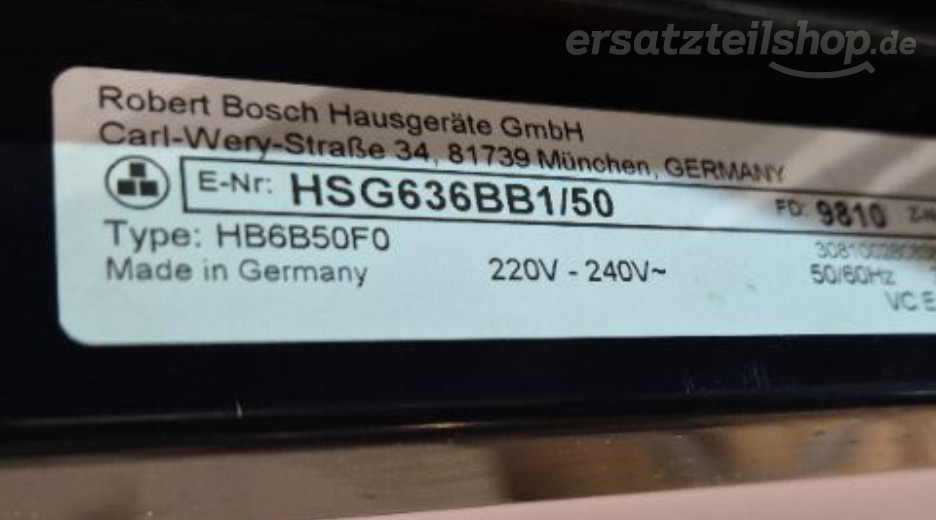 ersatzteilshop.de
Robert Bosch Hausgeräte GmbH
Carl-Wery-Straße 34, 81739 München, GERMANY
E-Nr: HSG636BB1/50 FD: 9810
Type: HB6B50F0
Made in Germany 220V - 240V~ 50/60Hz
VC E